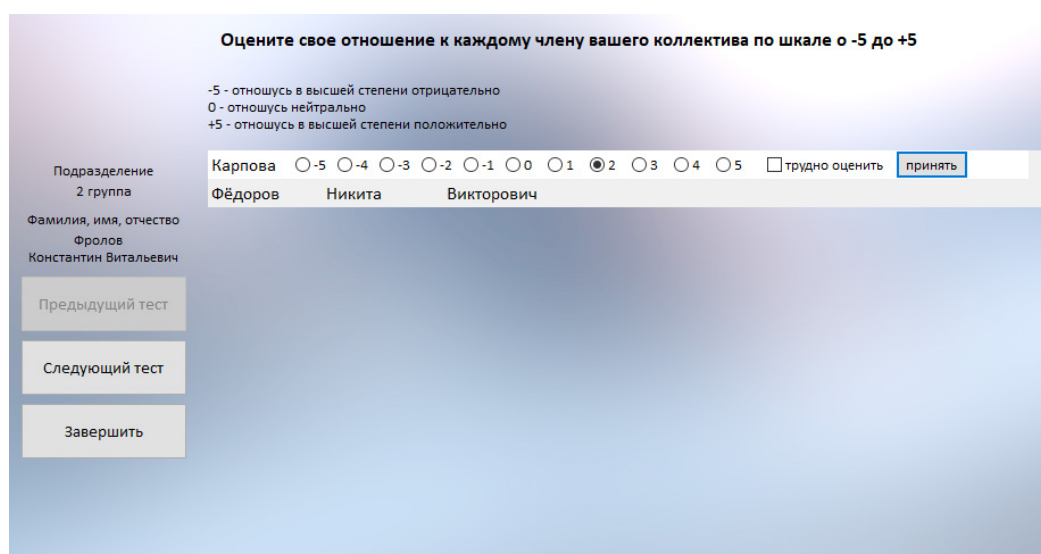 Оцените свое отношение к каждому члену вашего коллектива по шкале о -5 до +5
-5 - отношусь в высшей степени отрицательно
0 - отношусь нейтрально
+5 - отношусь в высшей степени положительно
Карпова -5 -4 -3 -2 -1 0 1 2 3 4 5 трудно оценить принять
Фёдоров Никита Викторович
Подразделение
2 группа
Фамилия, имя, отчество
Фролов
Константин Витальевич
Предыдущий тест
Следующий тест
Завершить